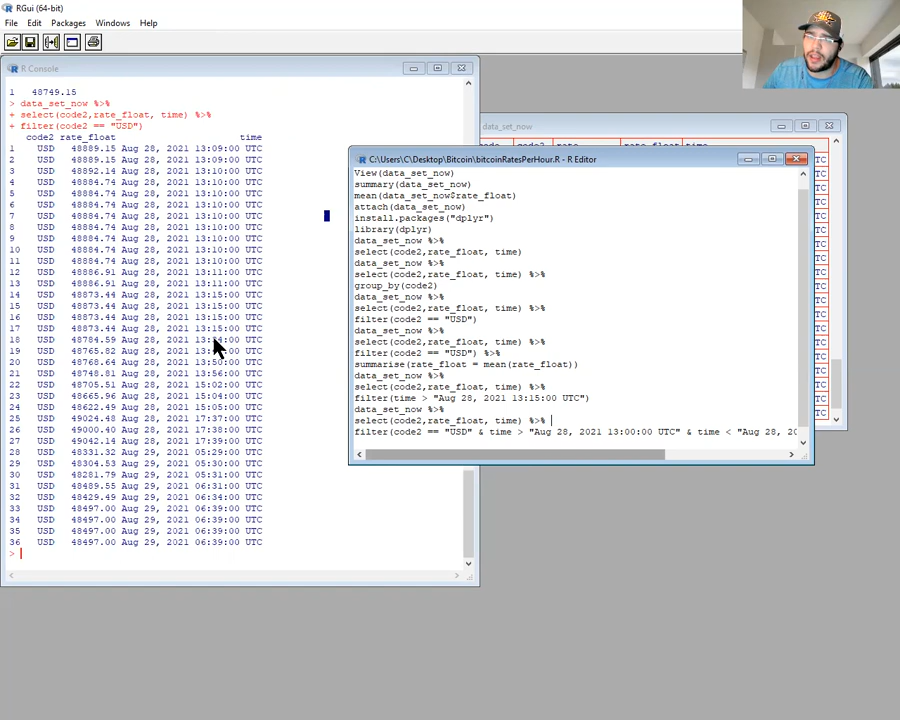 RGui (64-bit)
File Edit Packages Windows Help
R Console
1 48749.15
> data_set_now %>%
+ select(code2,rate_float, time) %>%
+ filter(code2 == "USD")
code2 rate_float time
1 USD 48889.15 Aug 28, 2021 13:09:00 UTC
2 USD 48889.15 Aug 28, 2021 13:09:00 UTC
3 USD 48892.14 Aug 28, 2021 13:10:00 UTC
4 USD 48884.74 Aug 28, 2021 13:10:00 UTC
5 USD 48884.74 Aug 28, 2021 13:10:00 UTC
6 USD 48884.74 Aug 28, 2021 13:10:00 UTC
7 USD 48884.74 Aug 28, 2021 13:10:00 UTC
8 USD 48884.74 Aug 28, 2021 13:10:00 UTC
9 USD 48884.74 Aug 28, 2021 13:10:00 UTC
10 USD 48884.74 Aug 28, 2021 13:10:00 UTC
11 USD 48884.74 Aug 28, 2021 13:10:00 UTC
12 USD 48886.91 Aug 28, 2021 13:11:00 UTC
13 USD 48886.91 Aug 28, 2021 13:11:00 UTC
14 USD 48873.44 Aug 28, 2021 13:15:00 UTC
15 USD 48873.44 Aug 28, 2021 13:15:00 UTC
16 USD 48873.44 Aug 28, 2021 13:15:00 UTC
17 USD 48873.44 Aug 28, 2021 13:15:00 UTC
18 USD 48784.59 Aug 28, 2021 UTC
19 USD 48765.82 Aug 28, 2021 UTC
20 USD 48768.64 Aug 28, 2021 13:50:00 UTC
21 USD 48748.81 Aug 28, 2021 13:56:00 UTC
22 USD 48705.51 Aug 28, 2021 15:02:00 UTC
23 USD 48665.96 Aug 28, 2021 15:04:00 UTC
24 USD 48622.49 Aug 28, 2021 15:05:00 UTC
25 USD 49024.48 Aug 28, 2021 17:37:00 UTC
26 USD 49000.40 Aug 28, 2021 17:38:00 UTC
27 USD 49042.14 Aug 28, 2021 17:39:00 UTC
28 USD 48331.32 Aug 29, 2021 05:29:00 UTC
29 USD 48304.53 Aug 29, 2021 05:30:00 UTC
30 USD 48281.79 Aug 29, 2021 05:31:00 UTC
31 USD 48489.55 Aug 29, 2021 06:31:00 UTC
32 USD 48429.49 Aug 29, 2021 06:34:00 UTC
33 USD 48497.00 Aug 29, 2021 06:39:00 UTC
34 USD 48497.00 Aug 29, 2021 06:39:00 UTC
35 USD 48497.00 Aug 29, 2021 06:39:00 UTC
36 USD 48497.00 Aug 29, 2021 06:39:00 UTC
>
data_set_now
C:\Users\C\Desktop\Bitcoin\bitcoinRatesPerHour.R - R Editor
View(data_set_now)
summary(data_set_now)
mean(data_set_now$rate_float)
attach(data_set_now)
install.packages("dplyr")
library(dplyr)
data_set_now %>%
select(code2,rate_float, time)
data_set_now %>%
select(code2,rate_float, time) %>%
group_by(code2)
data_set_now %>%
select(code2,rate_float, time) %>%
filter(code2 == "USD")
data_set_now %>%
select(code2,rate_float, time) %>%
filter(code2 == "USD") %>%
summarise(rate_float = mean(rate_float))
data_set_now %>%
select(code2,rate_float, time) %>%
filter(time > "Aug 28, 2021 13:15:00 UTC")
data_set_now %>%
select(code2,rate_float, time) %>%
filter(code2 == "USD" & time > "Aug 28, 2021 13:00:00 UTC" & time < "Aug 28, 20